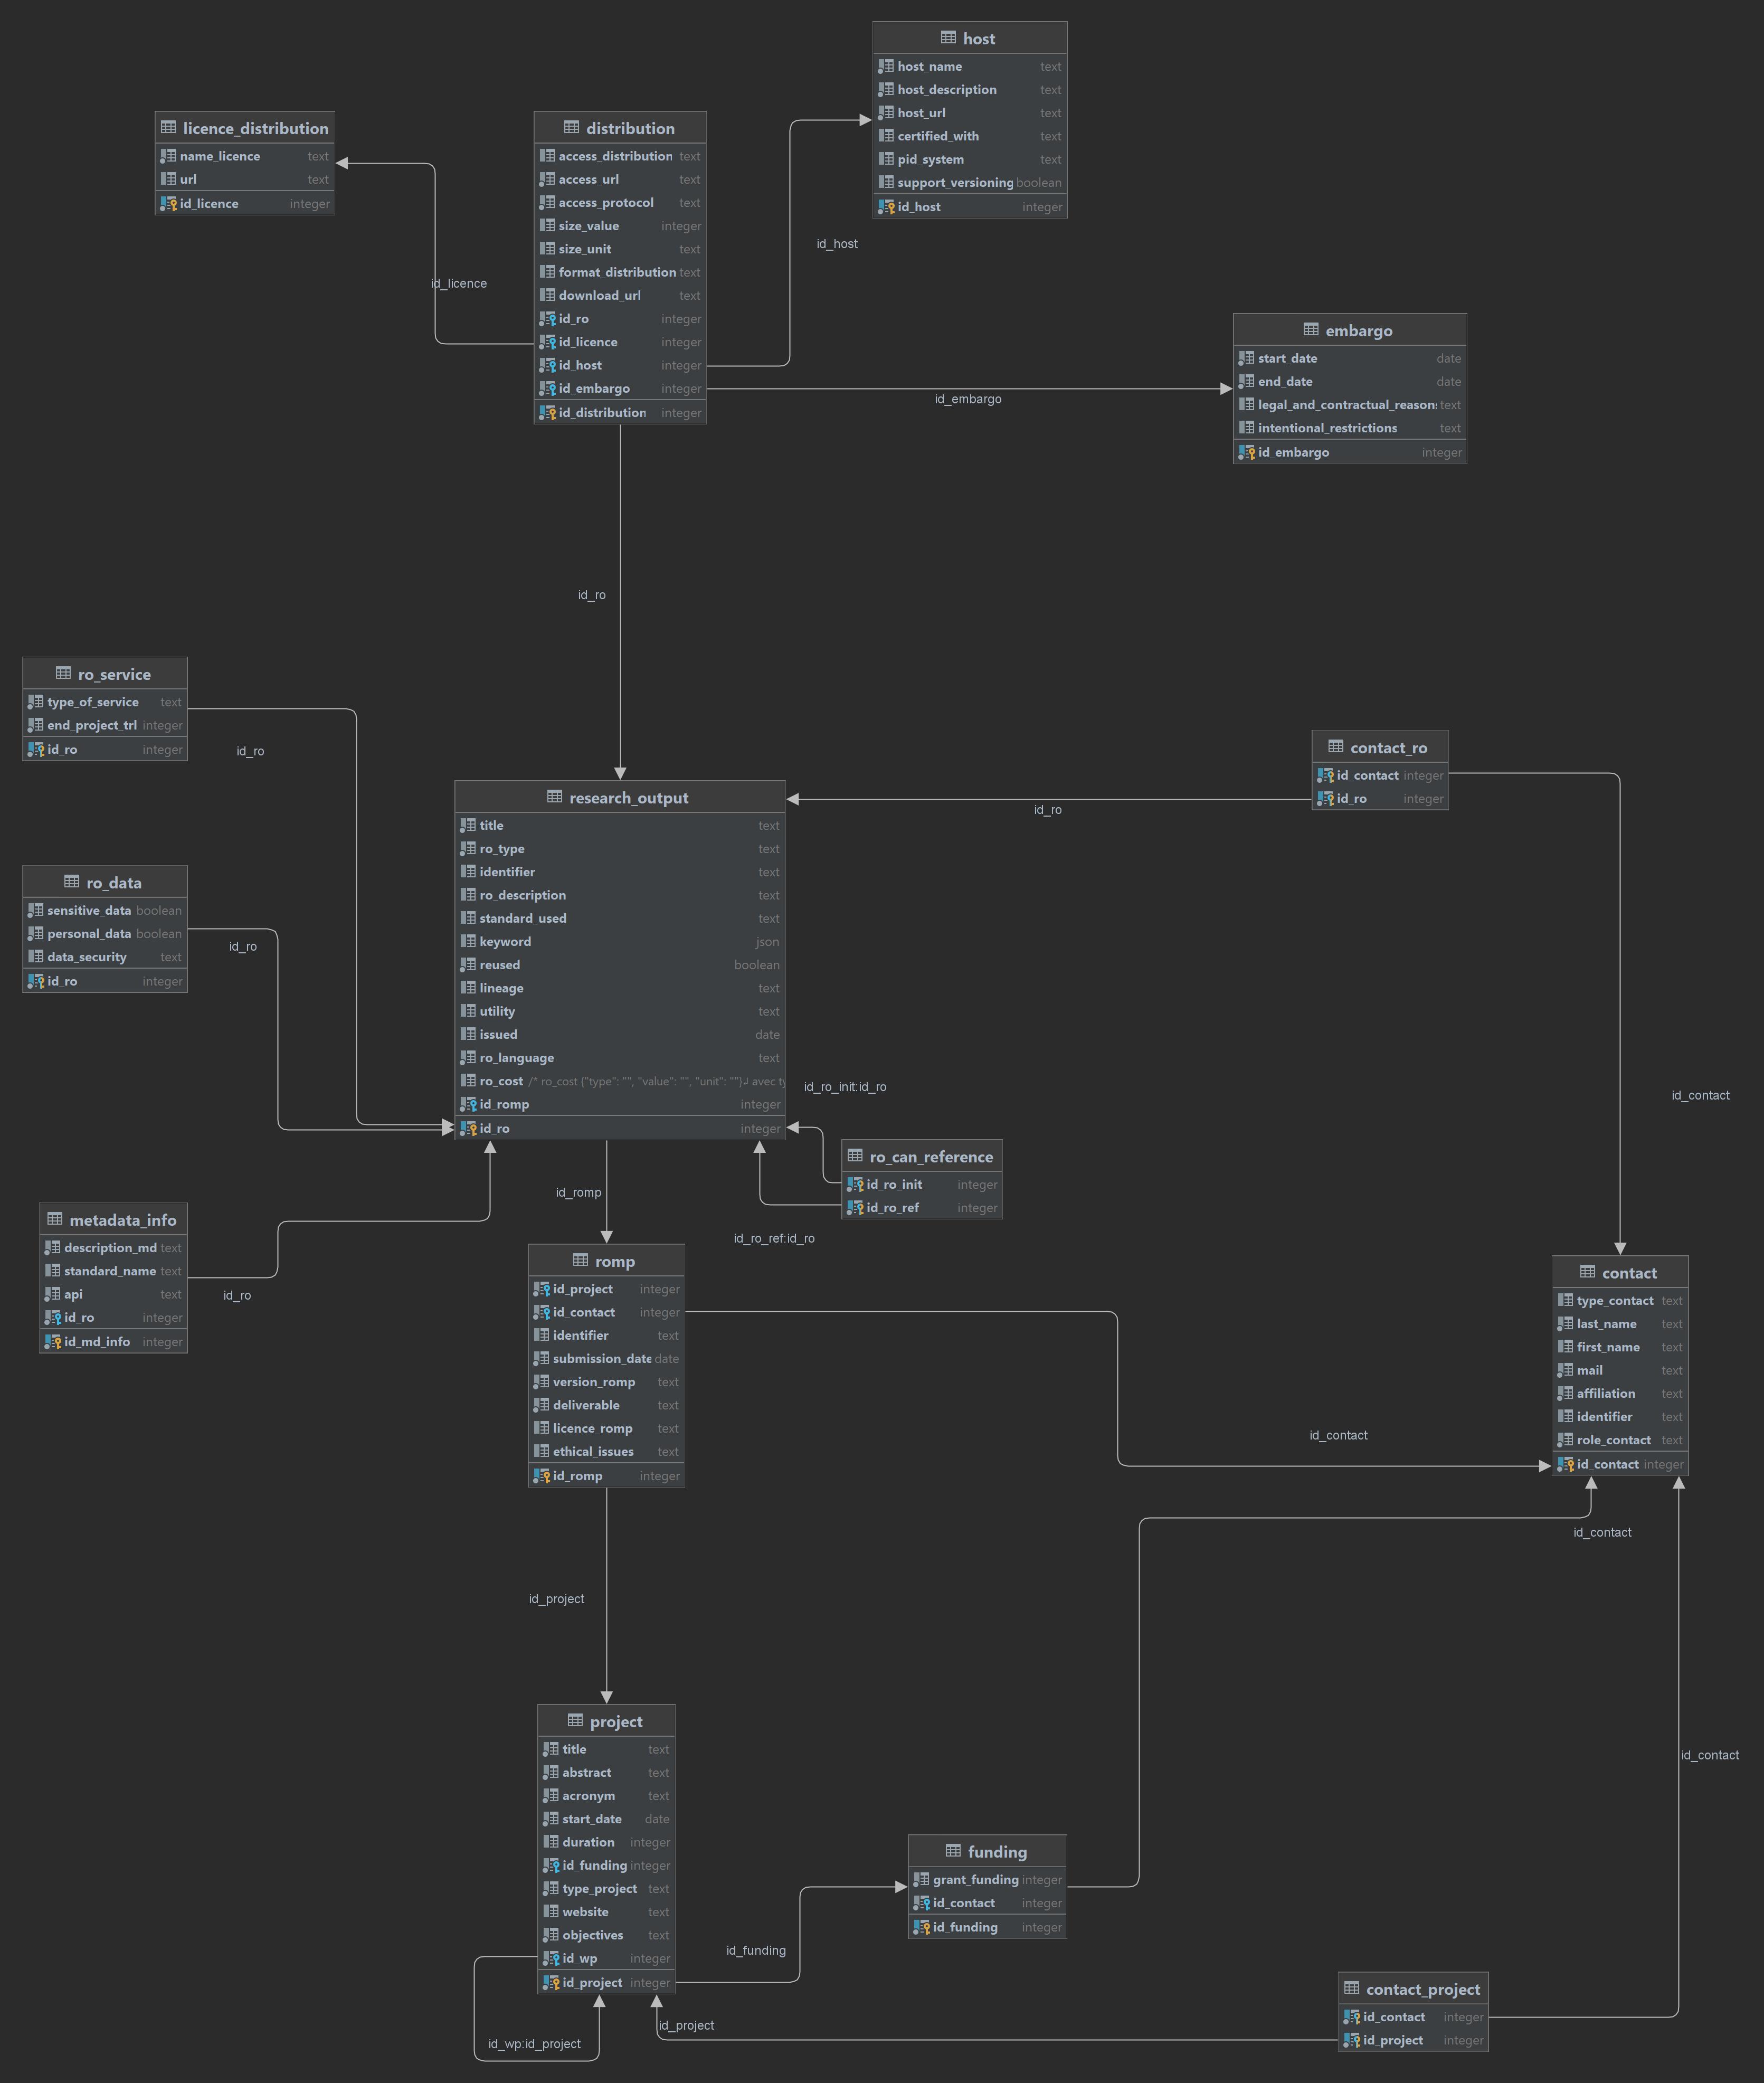 host
host_name text
host_description text
host_url text
certified_with text
pid_system text
support_versioning boolean
id_host integer
licence_distribution
name_licence text
url text
id_licence integer
distribution
access_distribution text
access_url text
access_protocol text
size_value integer
size_unit text
format_distribution text
download_url text
id_ro integer
id_licence integer
id_host integer
id_embargo integer
id_distribution integer
id_host
id_licence
embargo
start_date date
end_date date
legal_and_contractual_reason text
intentional_restrictions text
id_embargo integer
id_embargo
id_ro
ro_service
type_of_service text
end_project_trl integer
id_ro integer
id_ro
contact_ro
id_contact integer
id_ro integer
id_ro
research_output
title text
ro_type text
identifier text
ro_description text
standard_used text
keyword json
reused boolean
lineage text
utility text
issued date
ro_language text
ro_cost /* ro_cost {"type": "", "value": "", "unit": ""}↲ avec ty
id_romp integer
id_ro integer
ro_data
sensitive_data boolean
personal_data boolean
data_security text
id_ro integer
id_ro
id_ro_init:id_ro
id_contact
ro_can_reference
id_ro_init integer
id_ro_ref integer
id_ro_ref:id_ro
id_romp
metadata_info
description_md text
standard_name text
api text
id_ro integer
id_md_info integer
id_ro
romp
id_project integer
id_contact integer
identifier text
submission_date date
version_romp text
deliverable text
licence_romp text
ethical_issues text
id_romp integer
contact
type_contact text
last_name text
first_name text
mail text
affiliation text
identifier text
role_contact text
id_contact integer
id_contact
id_contact
id_project
id_contact
project
title text
abstract text
acronym text
start_date date
duration integer
id_funding integer
type_project text
website text
objectives text
id_wp integer
id_project integer
funding
grant_funding integer
id_contact integer
id_funding integer
id_funding
contact_project
id_contact integer
id_project integer
id_project
id_wp:id_project